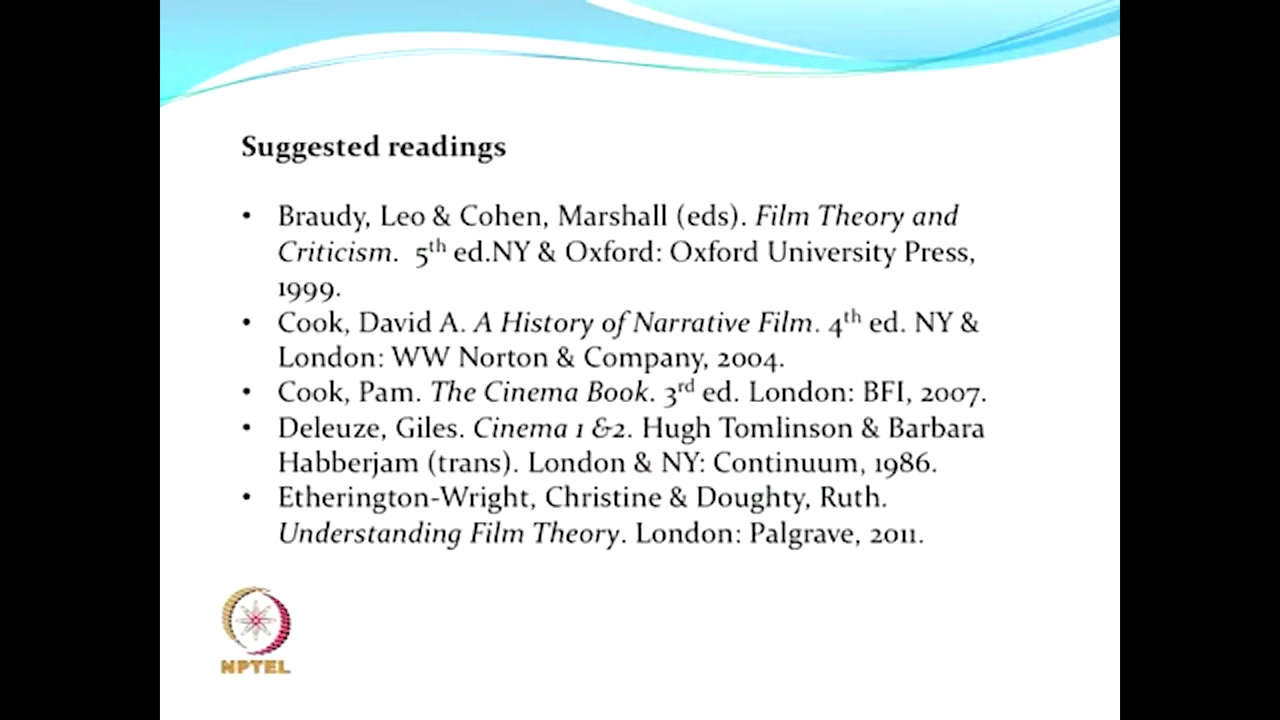 Suggested readings
• Braudy, Leo & Cohen, Marshall (eds). Film Theory and
Criticism. 5th ed.NY & Oxford: Oxford University Press,
1999.
• Cook, David A. A History of Narrative Film. 4th ed. NY &
London: WW Norton & Company, 2004.
• Cook, Pam. The Cinema Book. 3rd ed. London: BFI, 2007.
• Deleuze, Giles. Cinema 1 &2. Hugh Tomlinson & Barbara
Habberjam (trans). London & NY: Continuum, 1986.
• Etherington-Wright, Christine & Doughty, Ruth.
Understanding Film Theory. London: Palgrave, 2011.
NPTEL